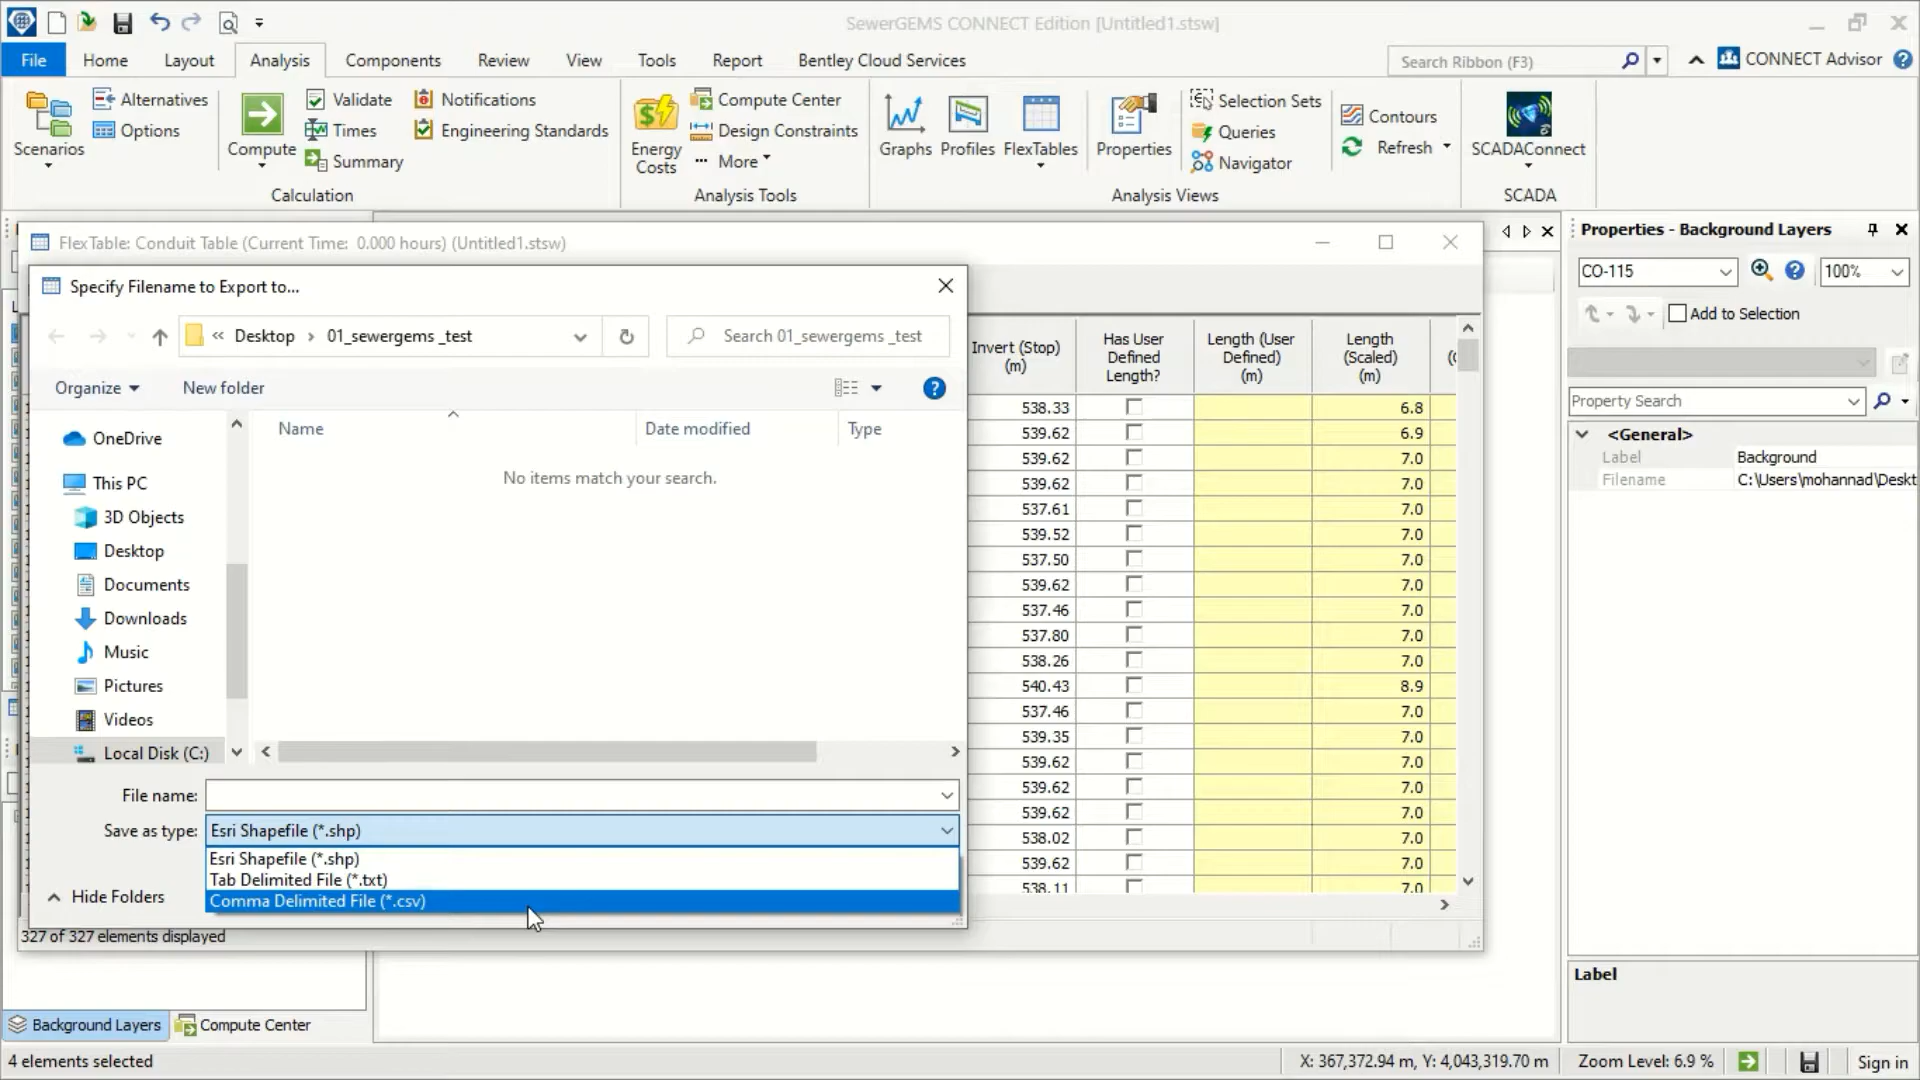 SewerGEMS CONNECT Edition [Untitled1.stsw]
File
Home
Layout
Analysis
Components
Review
View
Tools
Report
Bentley Cloud Services
Search Ribbon (F3)
CONNECT Advisor
Scenarios
Alternatives
Options
Compute
Validate
Times
Summary
Notifications
Engineering Standards
Calculation
Energy Costs
Compute Center
Design Constraints
More
Analysis Tools
Graphs
Profiles
FlexTables
Properties
Selection Sets
Queries
Navigator
Contours
Refresh
Analysis Views
SCADAConnect
SCADA
FlexTable: Conduit Table (Current Time: 0.000 hours) (Untitled1.stsw)
Specify Filename to Export to...
« Desktop › 01_sewergems _test
Search 01_sewergems _test
Organize
New folder
Name
Date modified
Type
No items match your search.
OneDrive
This PC
3D Objects
Desktop
Documents
Downloads
Music
Pictures
Videos
Local Disk (C:)
File name:
Save as type: Esri Shapefile (*.shp)
Esri Shapefile (*.shp)
Tab Delimited File (*.txt)
Comma Delimited File (*.csv)
Hide Folders
327 of 327 elements displayed
Invert (Stop) (m)
Has User Defined Length?
Length (User Defined) (m)
Length (Scaled) (m)
538.33 6.8
539.62 6.9
539.62 7.0
539.62 7.0
537.61 7.0
539.52 7.0
537.50 7.0
539.62 7.0
537.46 7.0
537.80 7.0
538.26 7.0
540.43 8.9
537.46 7.0
539.35 7.0
539.62 7.0
539.62 7.0
539.62 7.0
538.02 7.0
539.62 7.0
538.11 7.0
Properties - Background Layers
CO-115
100%
Add to Selection
Property Search
<General>
Label Background
Filename C:\Users\mohannad\Deskt
Label
Background Layers
Compute Center
4 elements selected
X: 367,372.94 m, Y: 4,043,319.70 m
Zoom Level: 6.9 %
Sign in